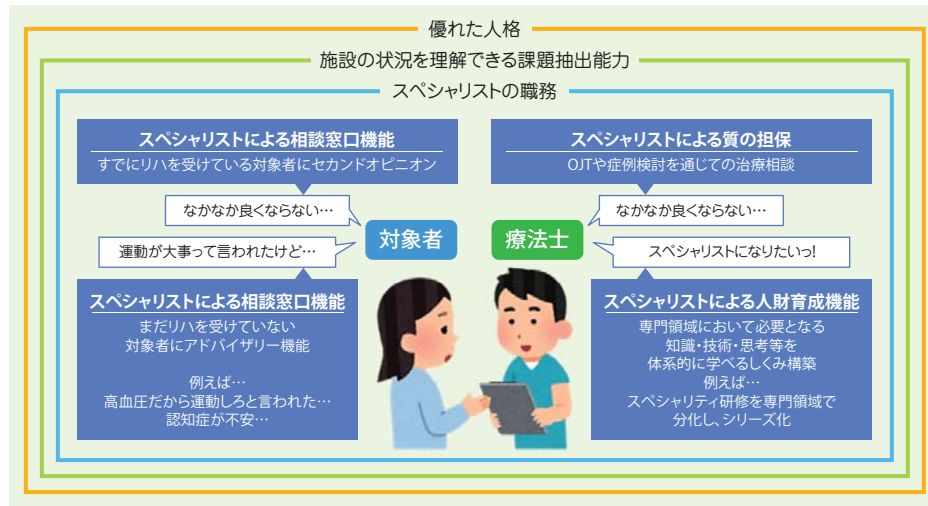 優れた人格
施設の状況を理解できる課題抽出能力
スペシャリストの職務
スペシャリストによる相談窓口機能
すでにリハを受けている対象者にセカンドオピニオン
なかなか良くならない…
対象者
運動が大事って言われたけど…
スペシャリストによる相談窓口機能
まだリハを受けていない
対象者にアドバイザリー機能
例えば…
高血圧だから運動しろと言われた…
認知症が不安…
スペシャリストによる質の担保
OJTや症例検討を通じての治療相談
なかなか良くならない…
療法士
スペシャリストになりたいっ!
スペシャリストによる人財育成機能
専門領域において必要となる
知識・技術・思考等を
体系的に学べるしくみ構築
例えば…
スペシャリティ研修を専門領域で
分化し、シリーズ化